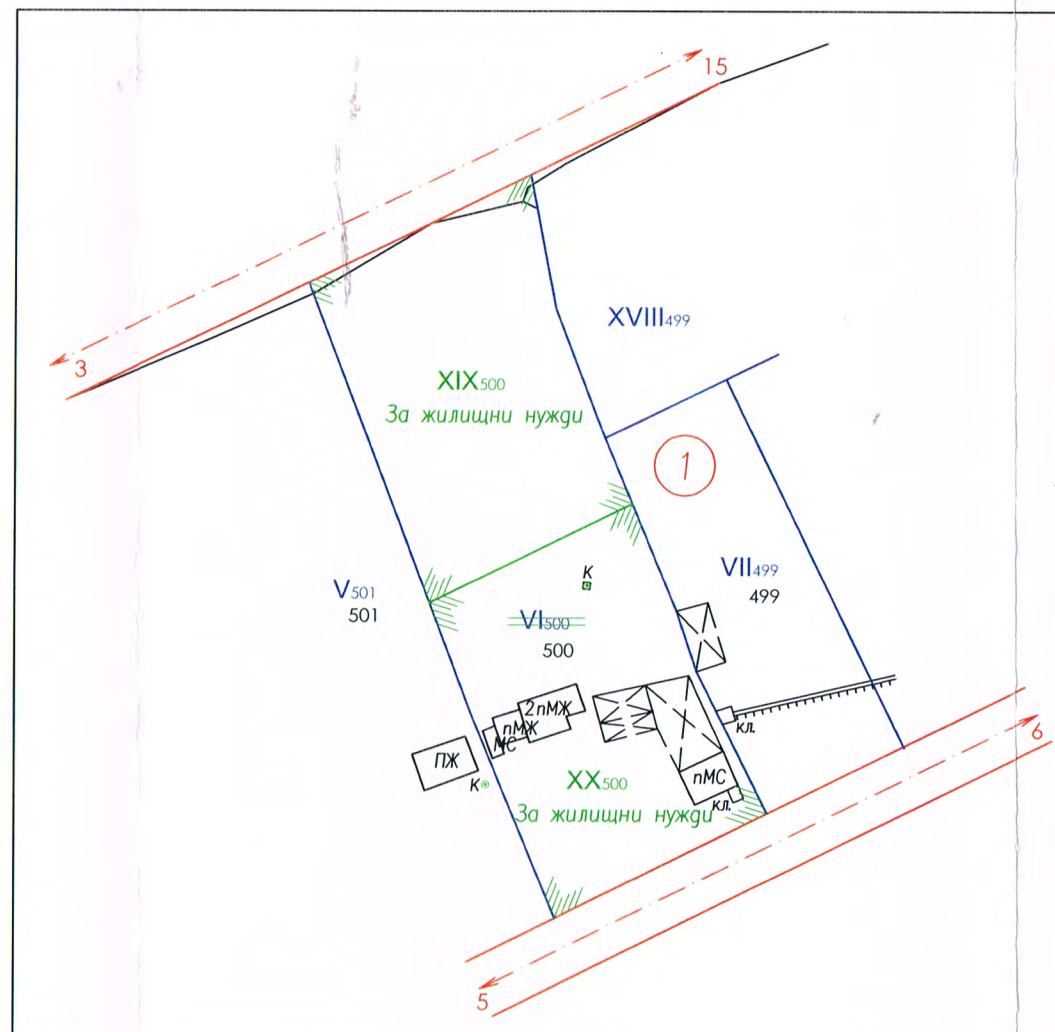 15
3
XVIII499
XIX500
За жилищни нужди
1
V501
501
К
VII499
499
VI500
500
2пМЖ
пМЖ
МС
ПЖ
К
кл.
6
пМС
XX500
кл.
За жилищни нужди
5